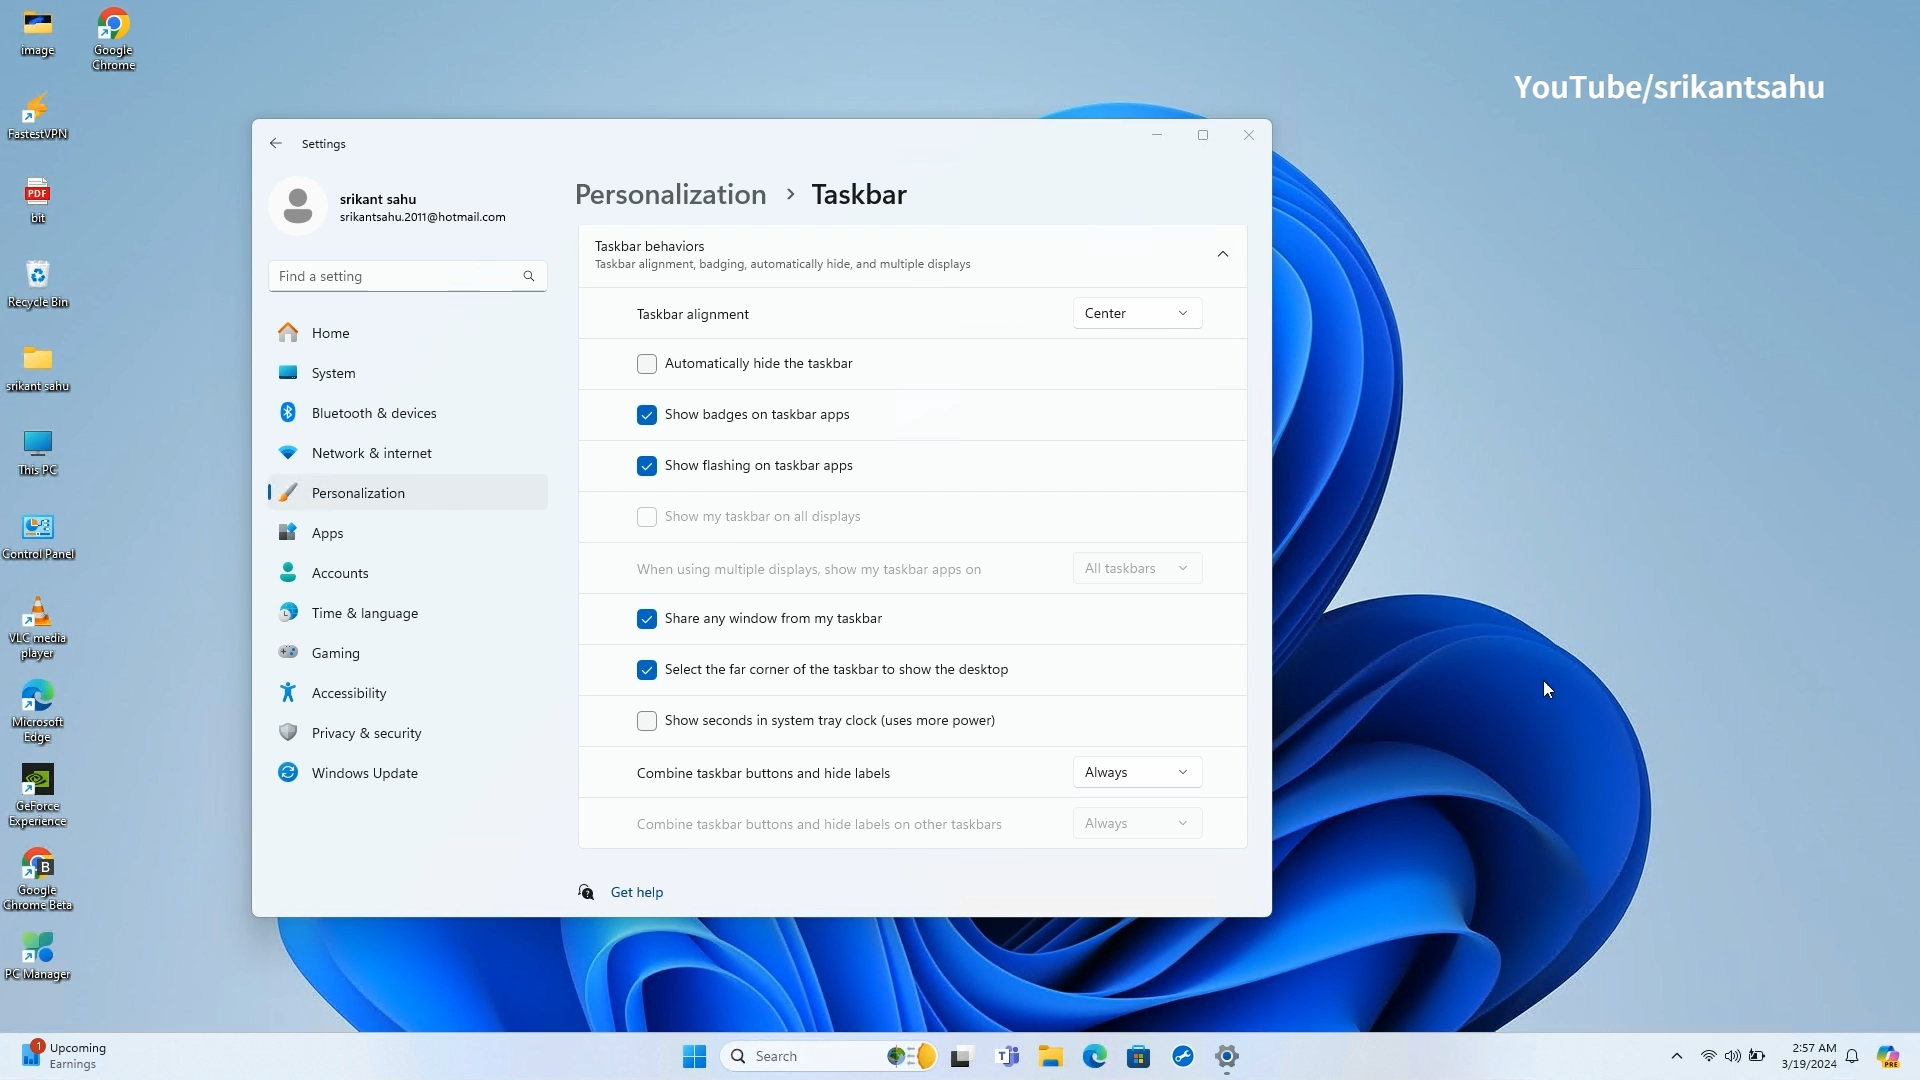 image
Google
Chrome
FastestVPN
PDF
bit
Recycle Bin
srikant sahu
This PC
Control Panel
VLC media
player
Microsoft
Edge
GeForce
Experience
B
Google
Chrome Beta
PC Manager
YouTube/srikantsahu
Settings
srikant sahu
srikantsahu.2011@hotmail.com
Find a setting
Home
System
Bluetooth & devices
Network & internet
Personalization
Apps
Accounts
Time & language
Gaming
Accessibility
Privacy & security
Windows Update
Personalization > Taskbar
Taskbar behaviors
Taskbar alignment, badging, automatically hide, and multiple displays
Taskbar alignment Center
Automatically hide the taskbar
Show badges on taskbar apps
Show flashing on taskbar apps
Show my taskbar on all displays
When using multiple displays, show my taskbar apps on All taskbars
Share any window from my taskbar
Select the far corner of the taskbar to show the desktop
Show seconds in system tray clock (uses more power)
Combine taskbar buttons and hide labels Always
Combine taskbar buttons and hide labels on other taskbars Always
Get help
1
Upcoming
Earnings
Search
T
2:57 AM
3/19/2024
PRE